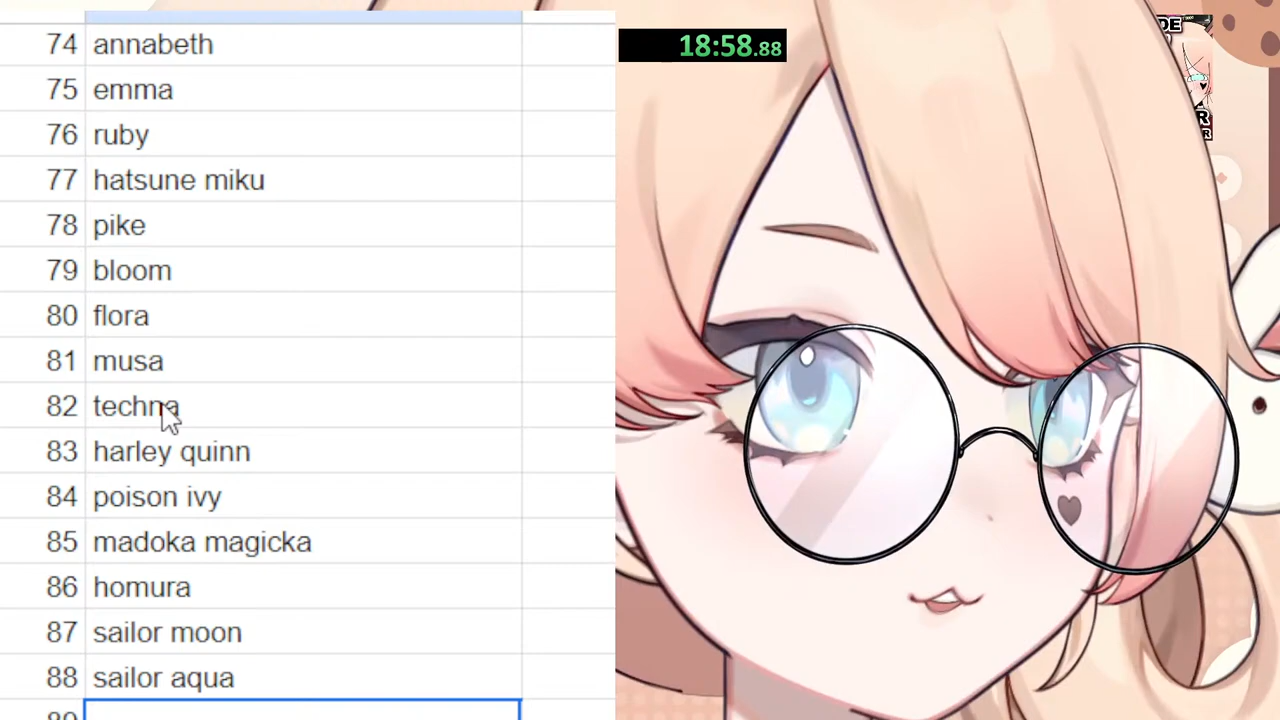 74 annabeth
75 emma
76 ruby
77 hatsune miku
78 pike
79 bloom
80 flora
81 musa
82 techna
83 harley quinn
84 poison ivy
85 madoka magicka
86 homura
87 sailor moon
88 sailor aqua
18:58.88
DE
R
R